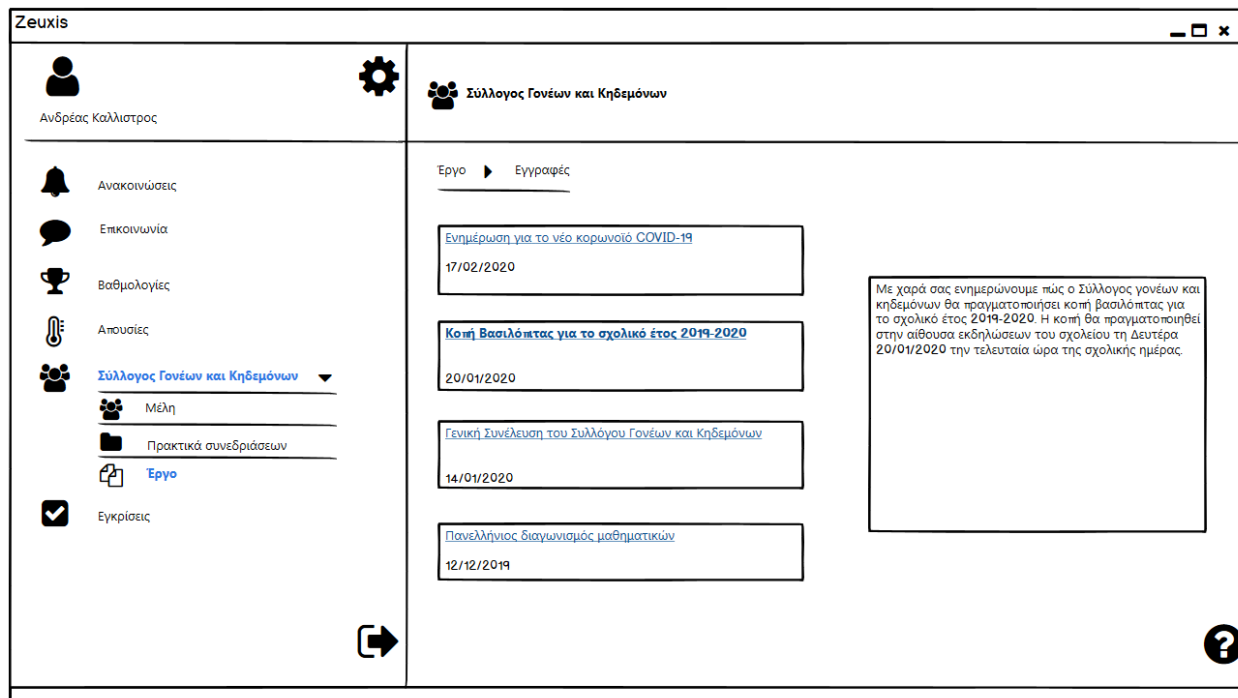 Zeuxis
Ανδρέας Καλλιστρος
Ανακοινώσεις
Επικοινωνία
Βαθμολογίες
Απουσίες
Σύλλογος Γονέων και Κηδεμόνων
Μέλη
Πρακτικά συνεδριάσεων
Έργο
Εγκρίσεις
Σύλλογος Γονέων και Κηδεμόνων
Έργο Εγγραφές
Ενημέρωση για το νέο κορωνοϊό COVID-19
17/02/2020
Κοπή Βασιλόπιτας για το σχολικό έτος 2019-2020
20/01/2020
Γενική Συνέλευση του Συλλόγου Γονέων και Κηδεμόνων
14/01/2020
Πανελλήνιος διαγωνισμός μαθηματικών
12/12/2019
Με χαρά σας ενημερώνουμε πώς ο Σύλλογος γονέων και
κηδεμόνων θα πραγματοποιήσει κοπή βασιλόπιτας για
το σχολικό έτος 2019-2020. Η κοπή θα πραγματοποιηθεί
στην αίθουσα εκδηλώσεων του σχολείου τη Δευτέρα
20/01/2020 την τελευταία ώρα της σχολικής ημέρας.